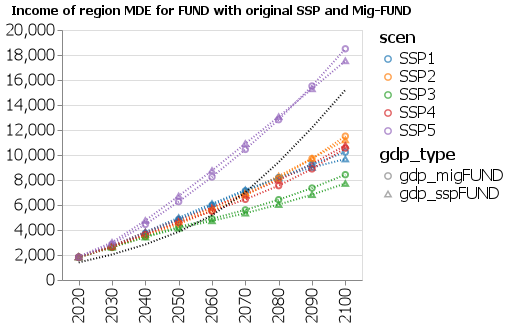 Income of region MDE for FUND with original SSP and Mig-FUND
20,000
18,000
16,000
14,000
12,000
10,000
8,000
6,000
4,000
2,000
0
2020
2030
2040
2050
2060
2070
2080
2090
2100
scen
SSP1
SSP2
SSP3
SSP4
SSP5
gdp_type
gdp_migFUND
gdp_sspFUND